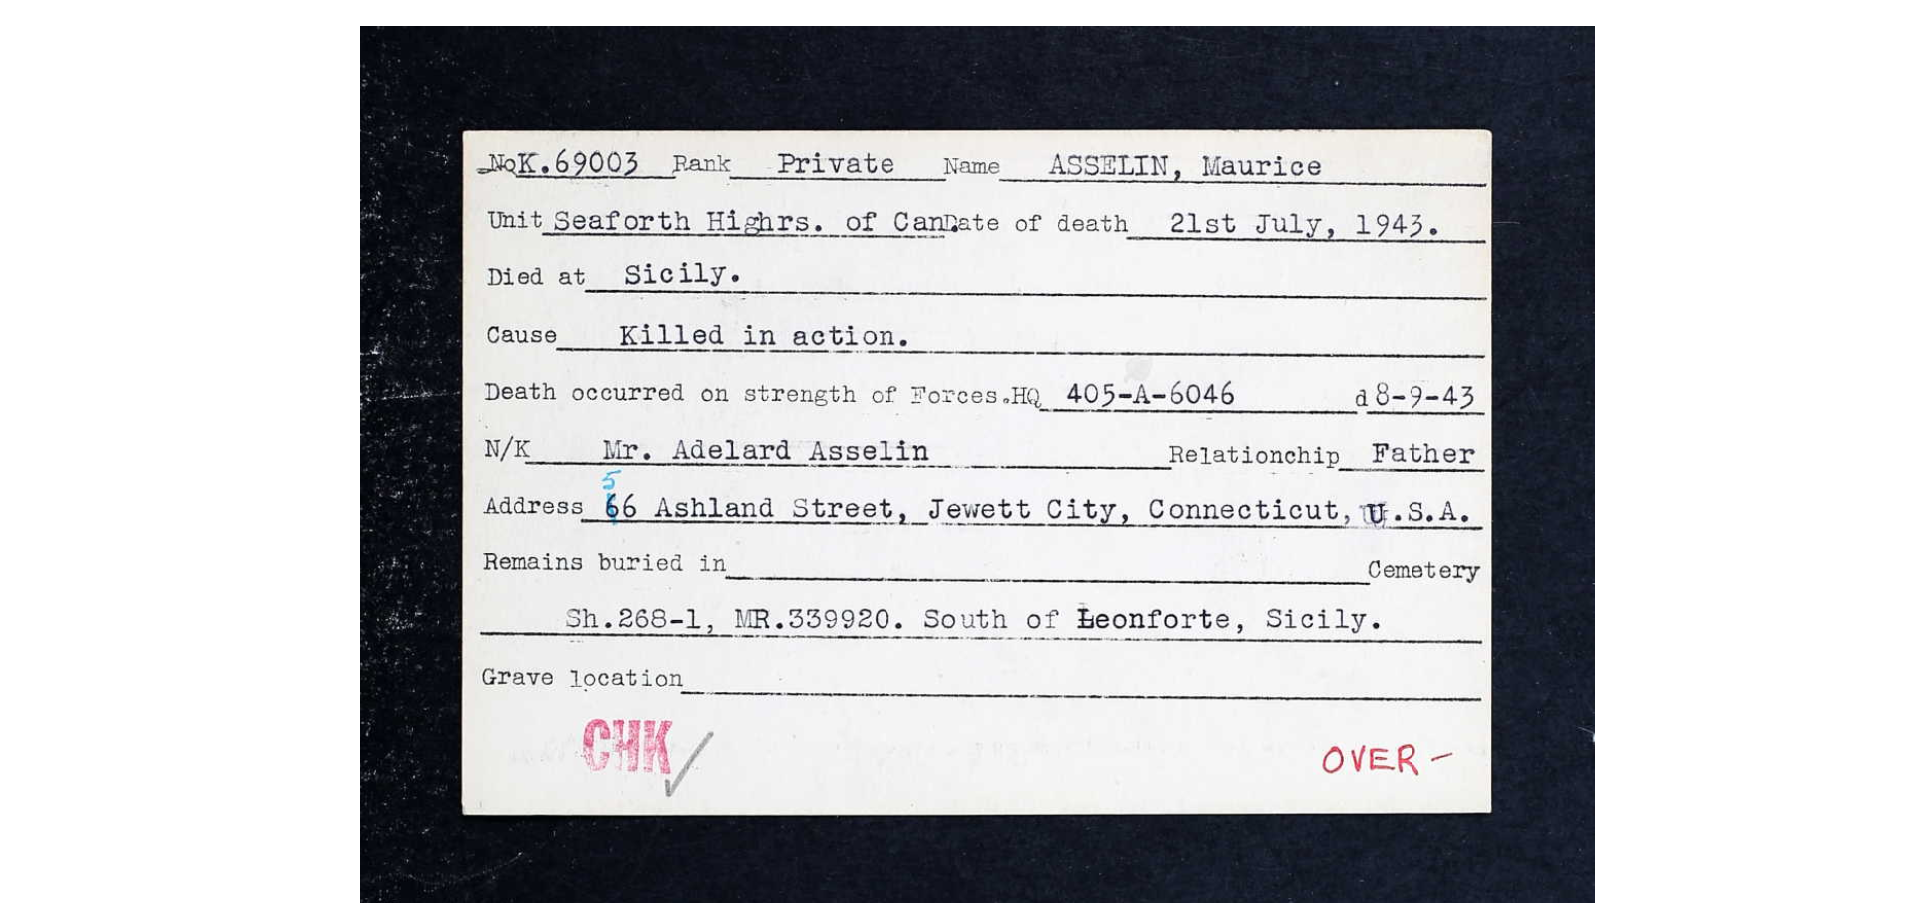 No K.69003 Rank Private Name ASSELIN, Maurice
Unit Seaforth Highrs. of Can. Date of death 21st July, 1943.
Died at Sicily.
Cause Killed in action.
Death occurred on strength of Forces.HQ 405-A-6046 d 8-9-43
N/K Mr. Adelard Asselin Relationchip Father
5
Address 66 Ashland Street, Jewett City, Connecticut, U.S.A.
Remains buried in Cemetery
Sh.268-1, MR.339920. South of Leonforte, Sicily.
Grave location
CHK
OVER -